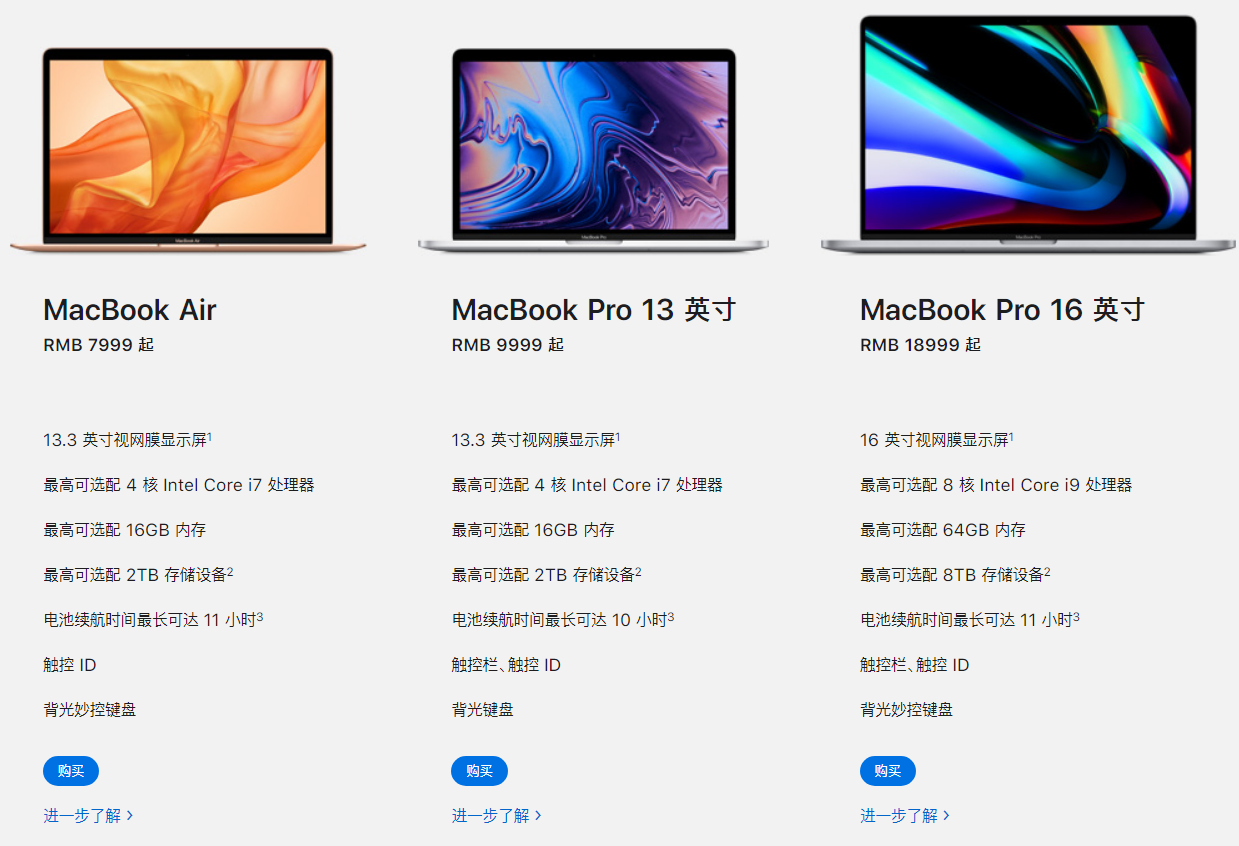 MacBook Air
RMB 7999 起
13.3 英寸视网膜显示屏1
最高可选配 4 核 Intel Core i7 处理器
最高可选配 16GB 内存
最高可选配 2TB 存储设备2
电池续航时间最长可达 11 小时3
触控 ID
背光妙控键盘
购买
进一步了解 >
MacBook Pro 13 英寸
RMB 9999 起
13.3 英寸视网膜显示屏1
最高可选配 4 核 Intel Core i7 处理器
最高可选配 16GB 内存
最高可选配 2TB 存储设备2
电池续航时间最长可达 10 小时3
触控栏、触控 ID
背光键盘
购买
进一步了解 >
MacBook Pro 16 英寸
RMB 18999 起
16 英寸视网膜显示屏1
最高可选配 8 核 Intel Core i9 处理器
最高可选配 64GB 内存
最高可选配 8TB 存储设备2
电池续航时间最长可达 11 小时3
触控栏、触控 ID
背光妙控键盘
购买
进一步了解 >